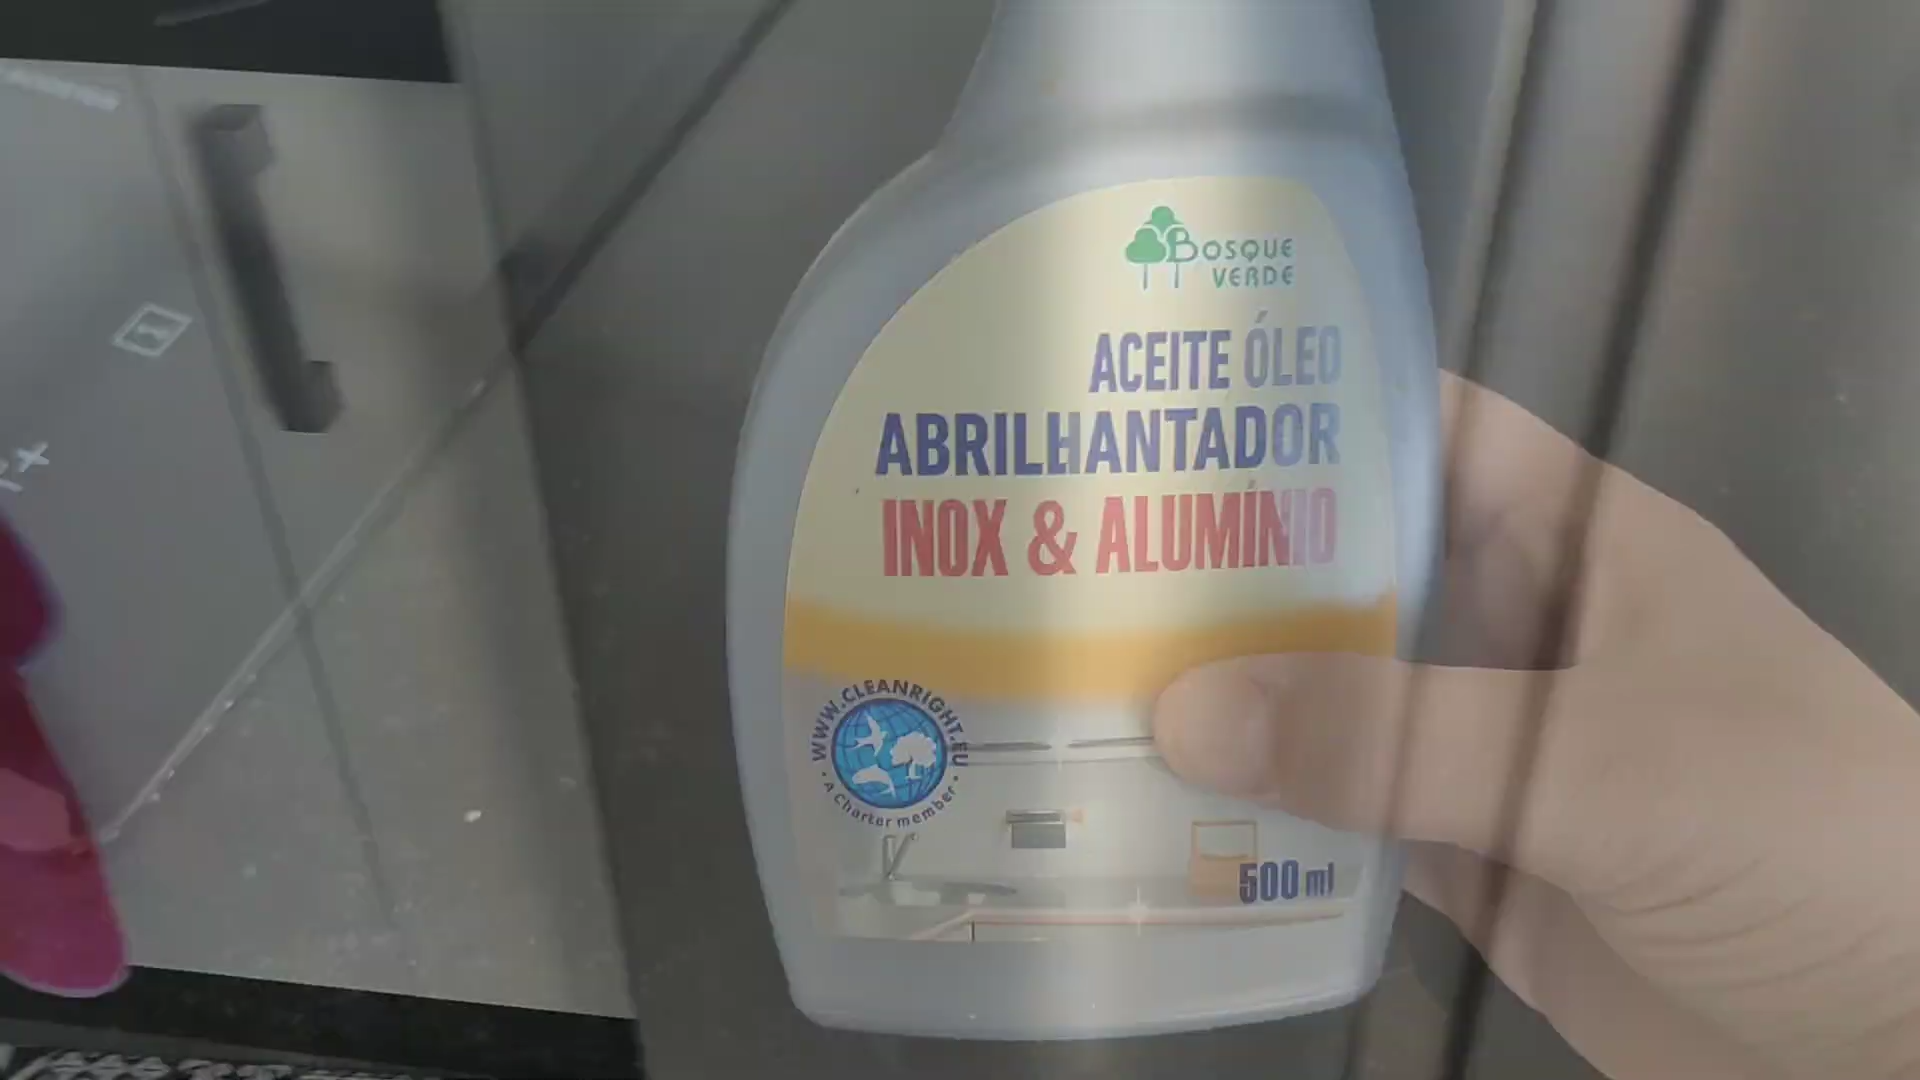 BOSQUE
VERDE
ACEITE ÓLEO
ABRILHANTADOR
INOX & ALUMÍNIO
WWW.CLEANRIGHT.EU
A Charter member
500 ml